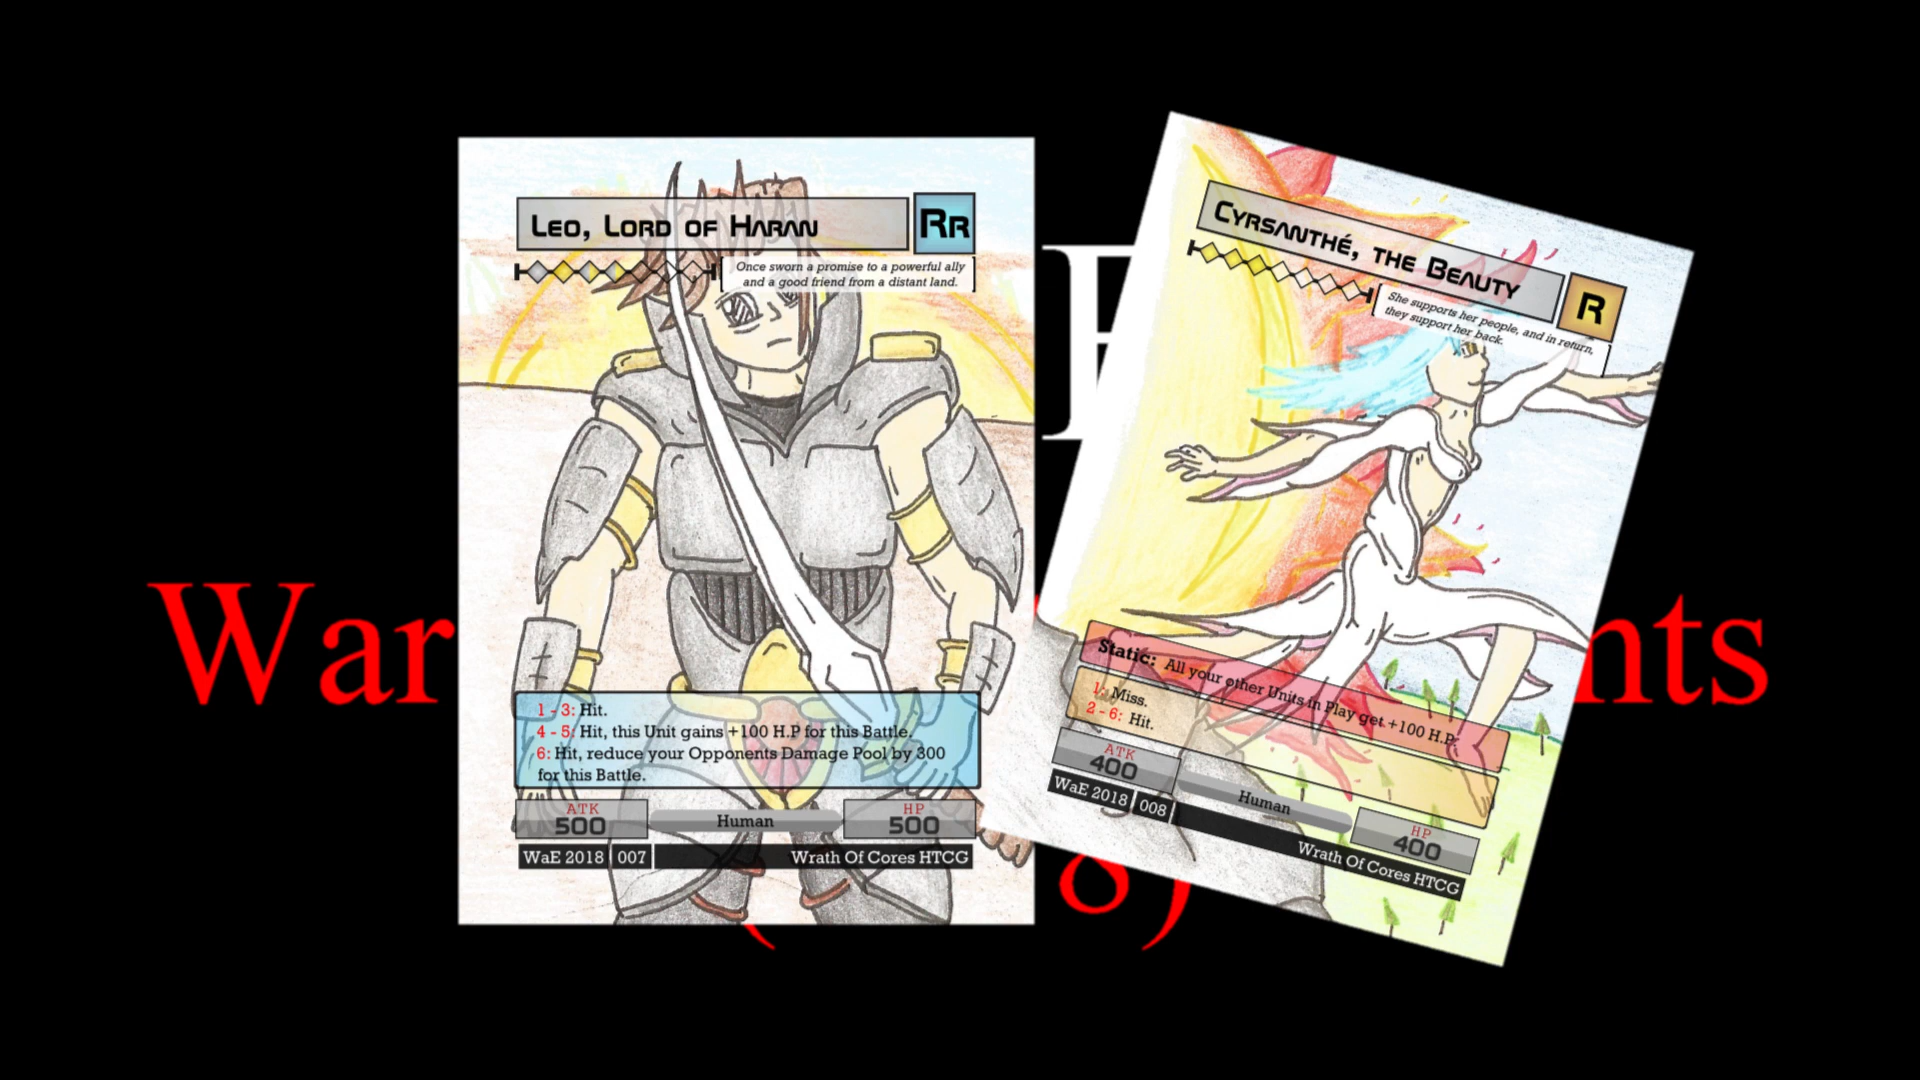 LEO, LORD OF HARAN
RR
Once sworn a promise to a powerful ally
and a good friend from a distant land.
1 - 3: Hit.
4 - 5: Hit, this Unit gains +100 H.P for this Battle.
6: Hit, reduce your Opponents Damage Pool by 300
for this Battle.
ATK
500
Human
HP
500
WaE 2018 007
Wrath Of Cores HTCG
CYRSANTHÉ, THE BEAUTY
R
She supports her people, and in return,
they support her back.
Static: All your other Units in Play get +100 H.P.
1: Miss.
2 - 6: Hit.
ATK
400
Human
HP
400
WaE 2018 008
Wrath Of Cores HTCG
War
nts
8)